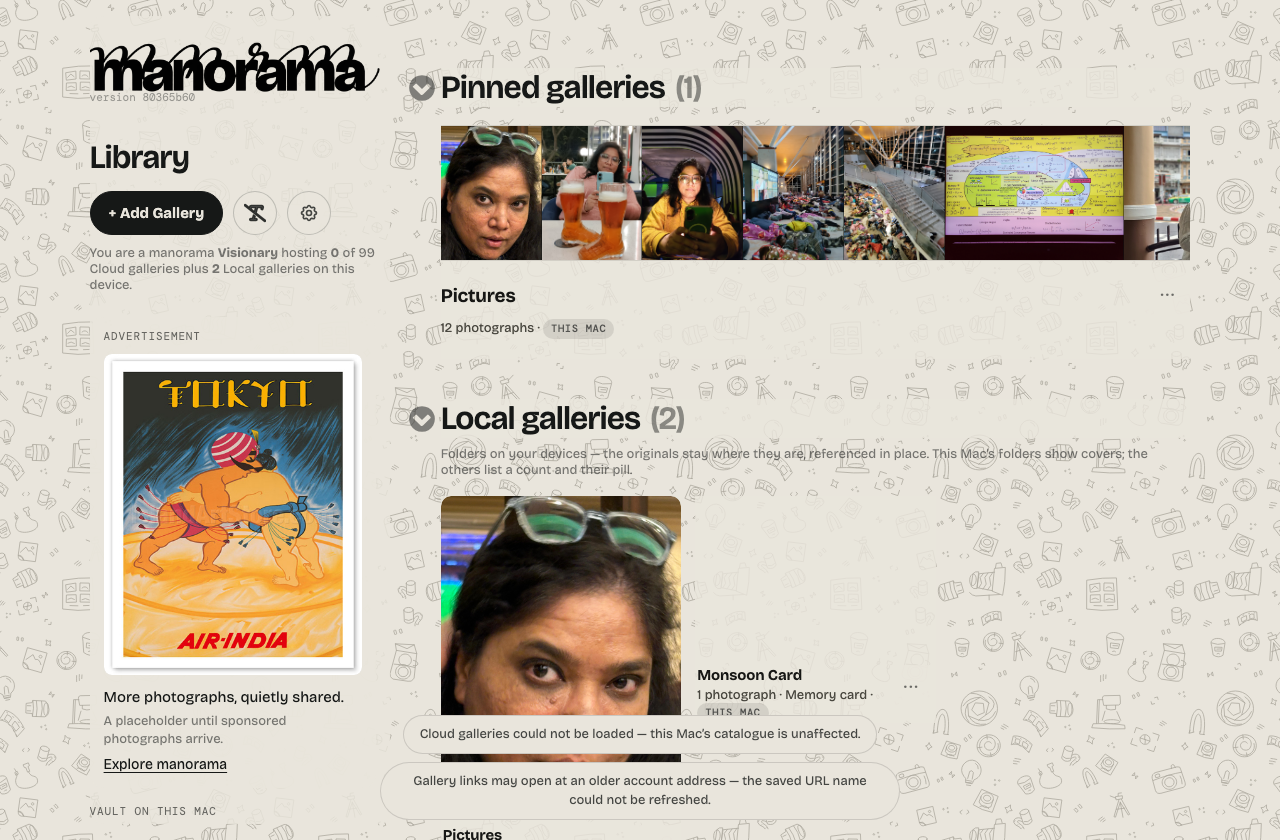 manorama
version 80365b60
Library
+ Add Gallery
You are a manorama Visionary hosting 0 of 99
Cloud galleries plus 2 Local galleries on this
device.
ADVERTISEMENT
TOKYO
AIR-INDIA
More photographs, quietly shared.
A placeholder until sponsored
photographs arrive.
Explore manorama
VAULT ON THIS MAC
Pinned galleries (1)
Pictures
12 photographs · THIS MAC
Local galleries (2)
Folders on your devices — the originals stay where they are, referenced in place. This Mac's folders show covers; the
others list a count and their pill.
Monsoon Card
1 photograph · Memory card ·
THIS MAC
Cloud galleries could not be loaded — this Mac's catalogue is unaffected.
Gallery links may open at an older account address — the saved URL name
could not be refreshed.
Pictures